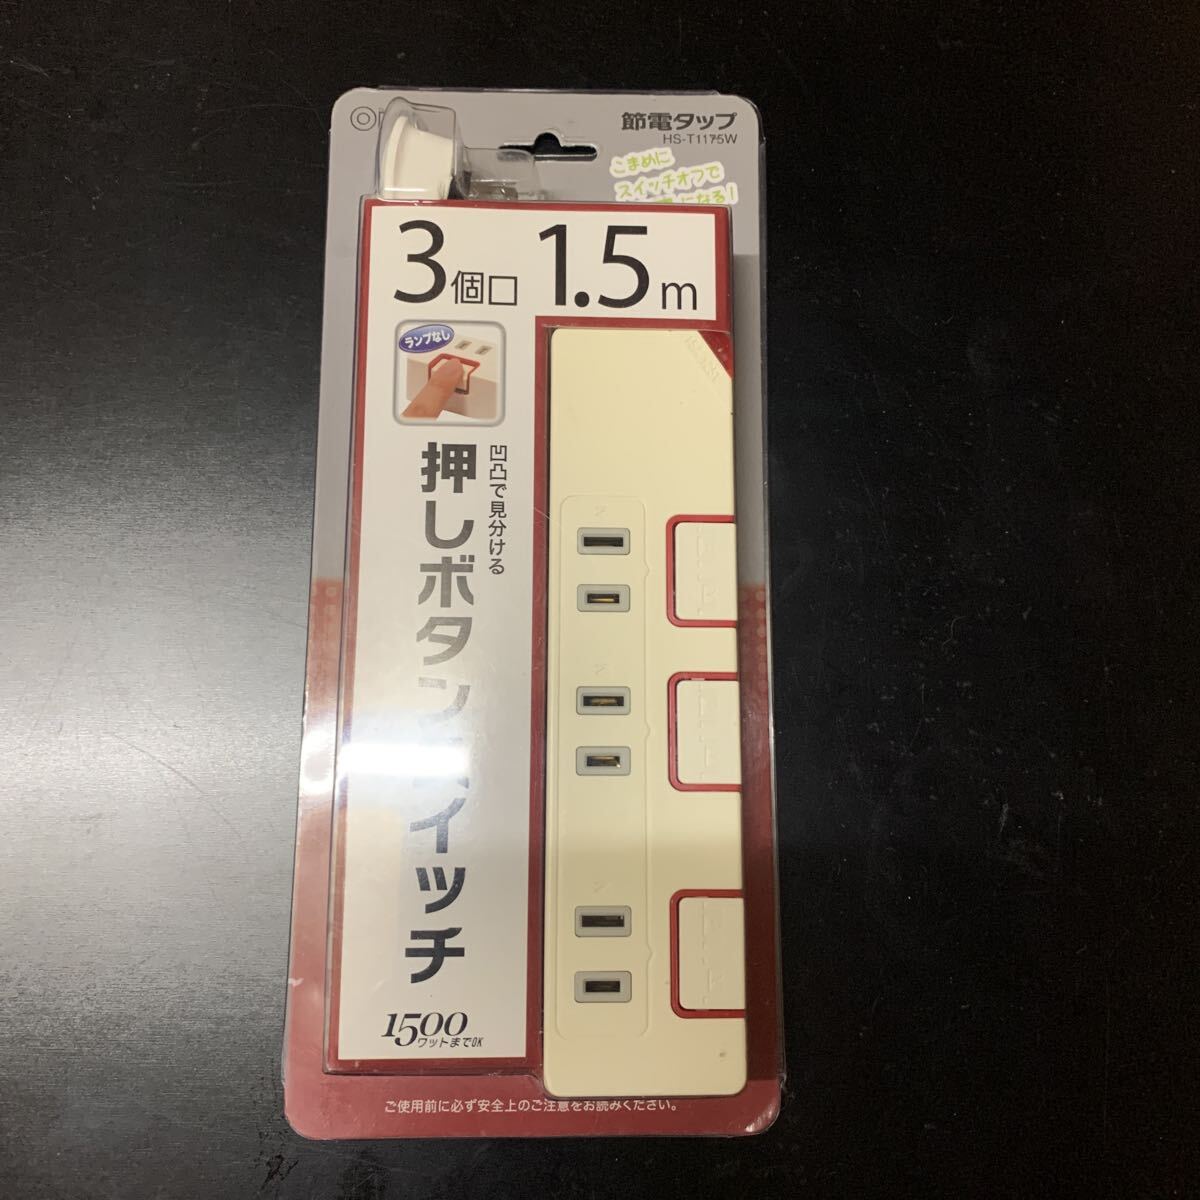 節電タップ
HS-T1175W
こまめに
スイッチオフで
になる!
3個口 1.5m
ランプなし
凹凸で見分ける
押しボタンスイッチ
1500
ワットまでOK
ご使用前に必ず安全上のご注意をお読みください。